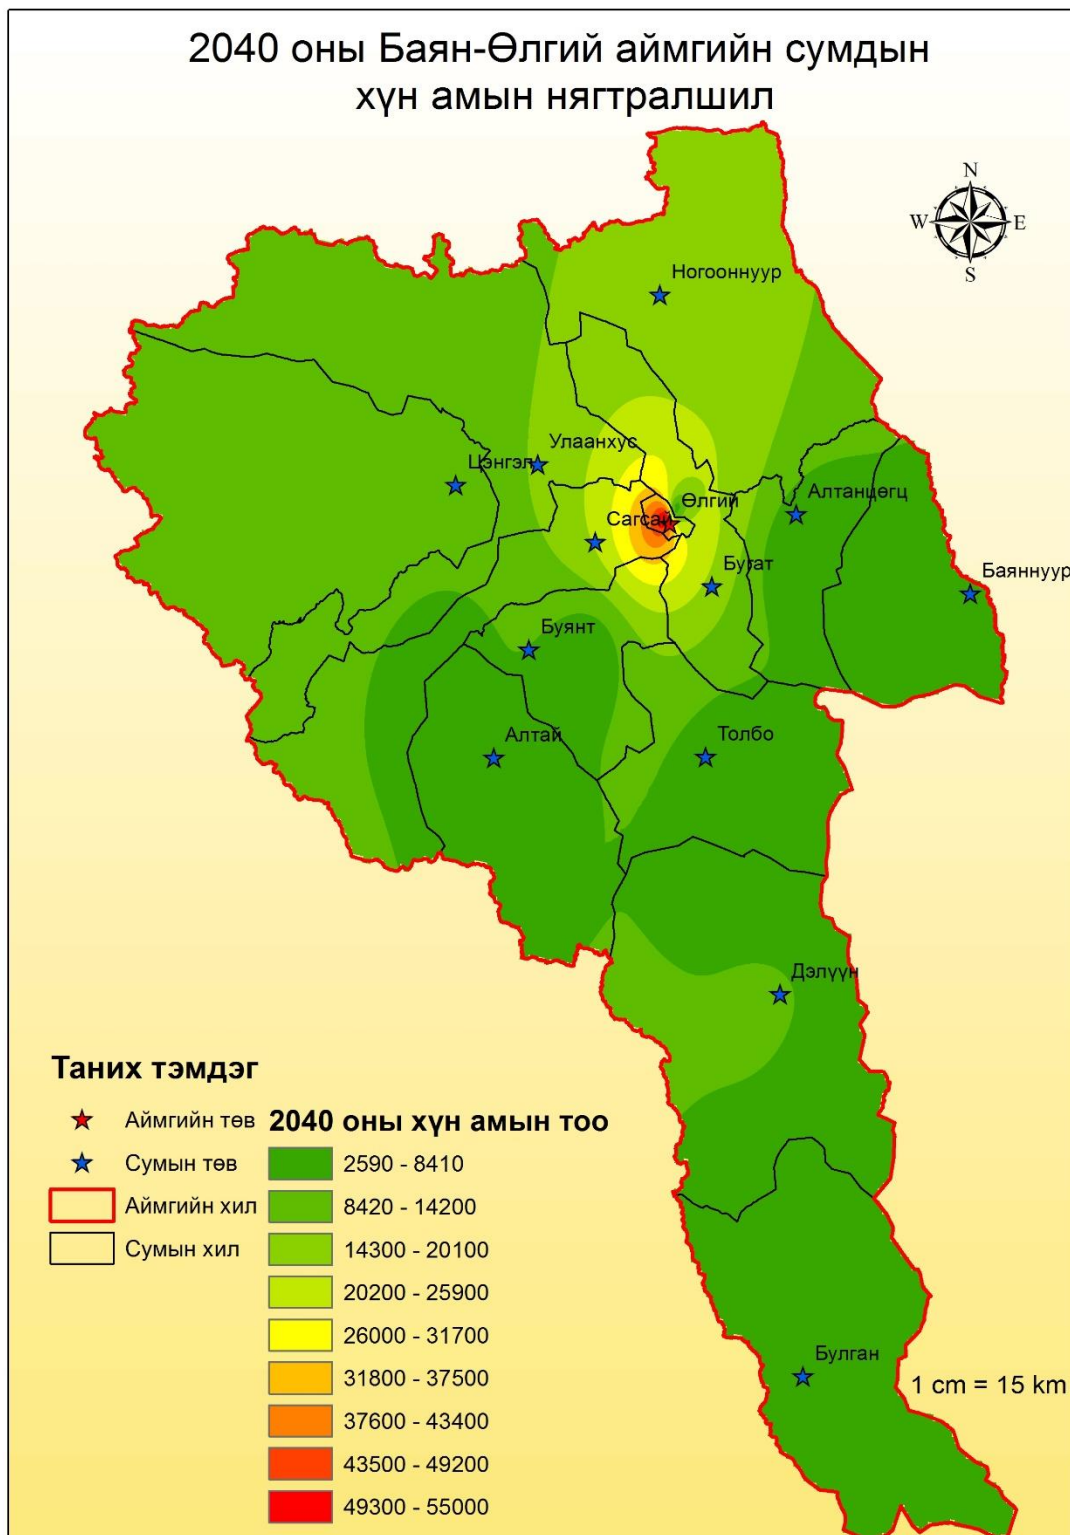 2040 оны Баян-Өлгий аймгийн сумдын
хүн амын нягтралшил
N
W
E
S
Ногооннуур
Улаанхус
Цэнгэл
Өлгий
Алтанцөгц
Сагсай
Бугат
Баяннуур
Буянт
Алтай
Толбо
Дэлүүн
Булган
1 cm = 15 km
Таних тэмдэг
Аймгийн төв
Сумын төв
Аймгийн хил
Сумын хил
2040 оны хүн амын тоо
2590 - 8410
8420 - 14200
14300 - 20100
20200 - 25900
26000 - 31700
31800 - 37500
37600 - 43400
43500 - 49200
49300 - 55000